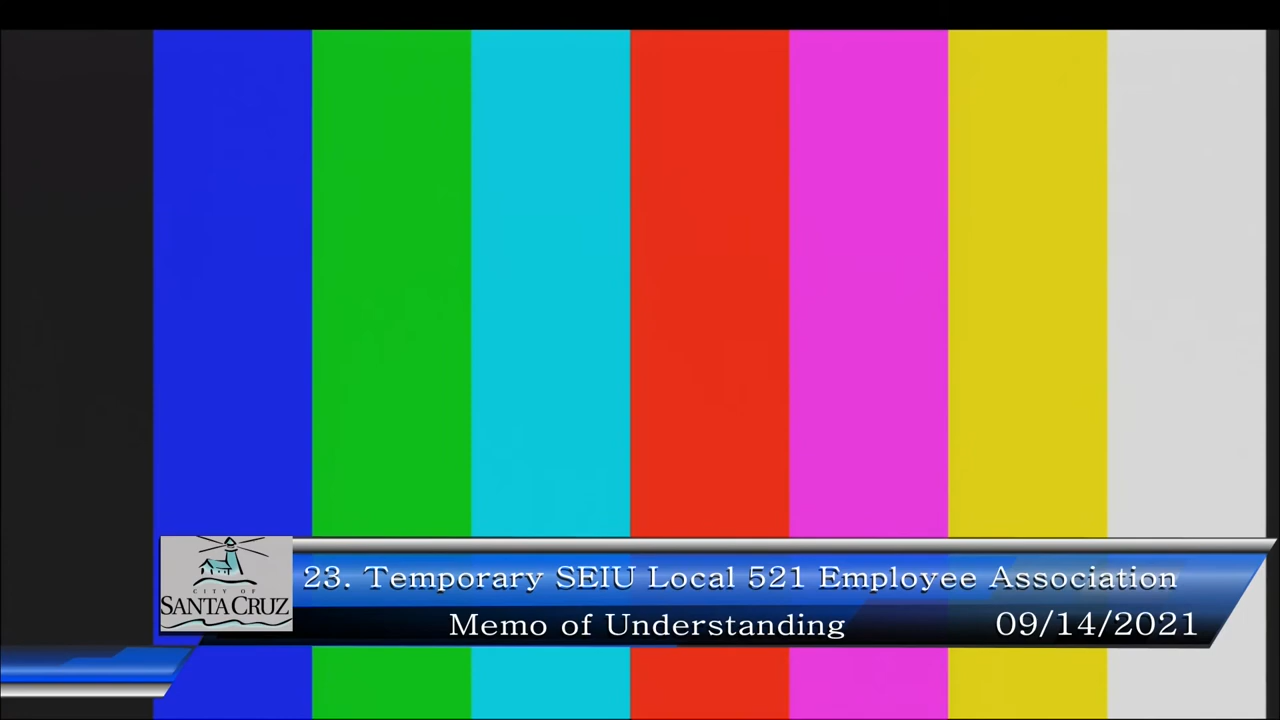 CITY OF
SANTA CRUZ
23. Temporary SEIU Local 521 Employee Association
Memo of Understanding
09/14/2021